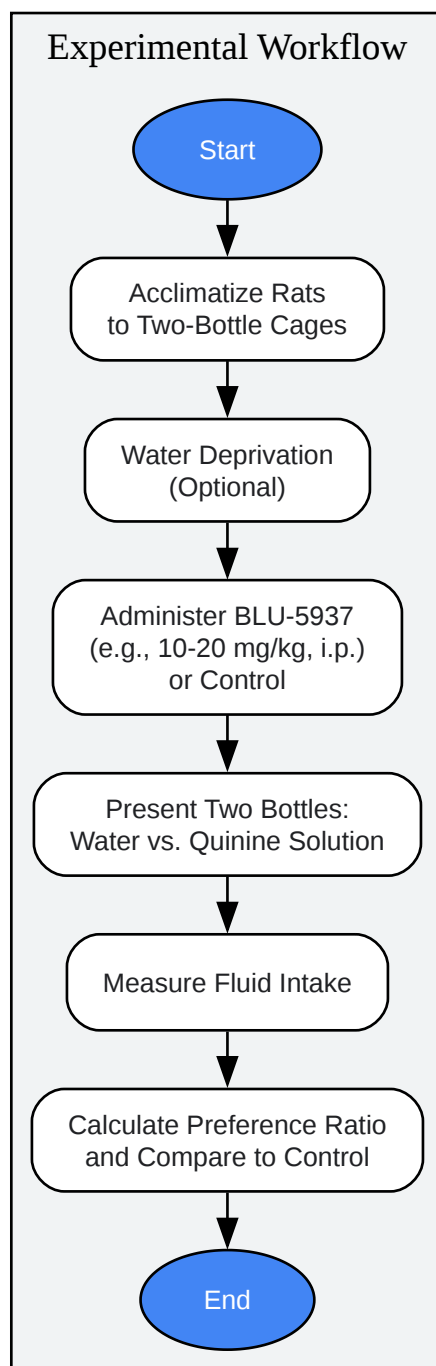 Experimental Workflow
Start
Acclimatize Rats
to Two-Bottle Cages
Water Deprivation
(Optional)
Administer BLU-5937
(e.g., 10-20 mg/kg, i.p.)
or Control
Present Two Bottles:
Water vs. Quinine Solution
Measure Fluid Intake
Calculate Preference Ratio
and Compare to Control
End